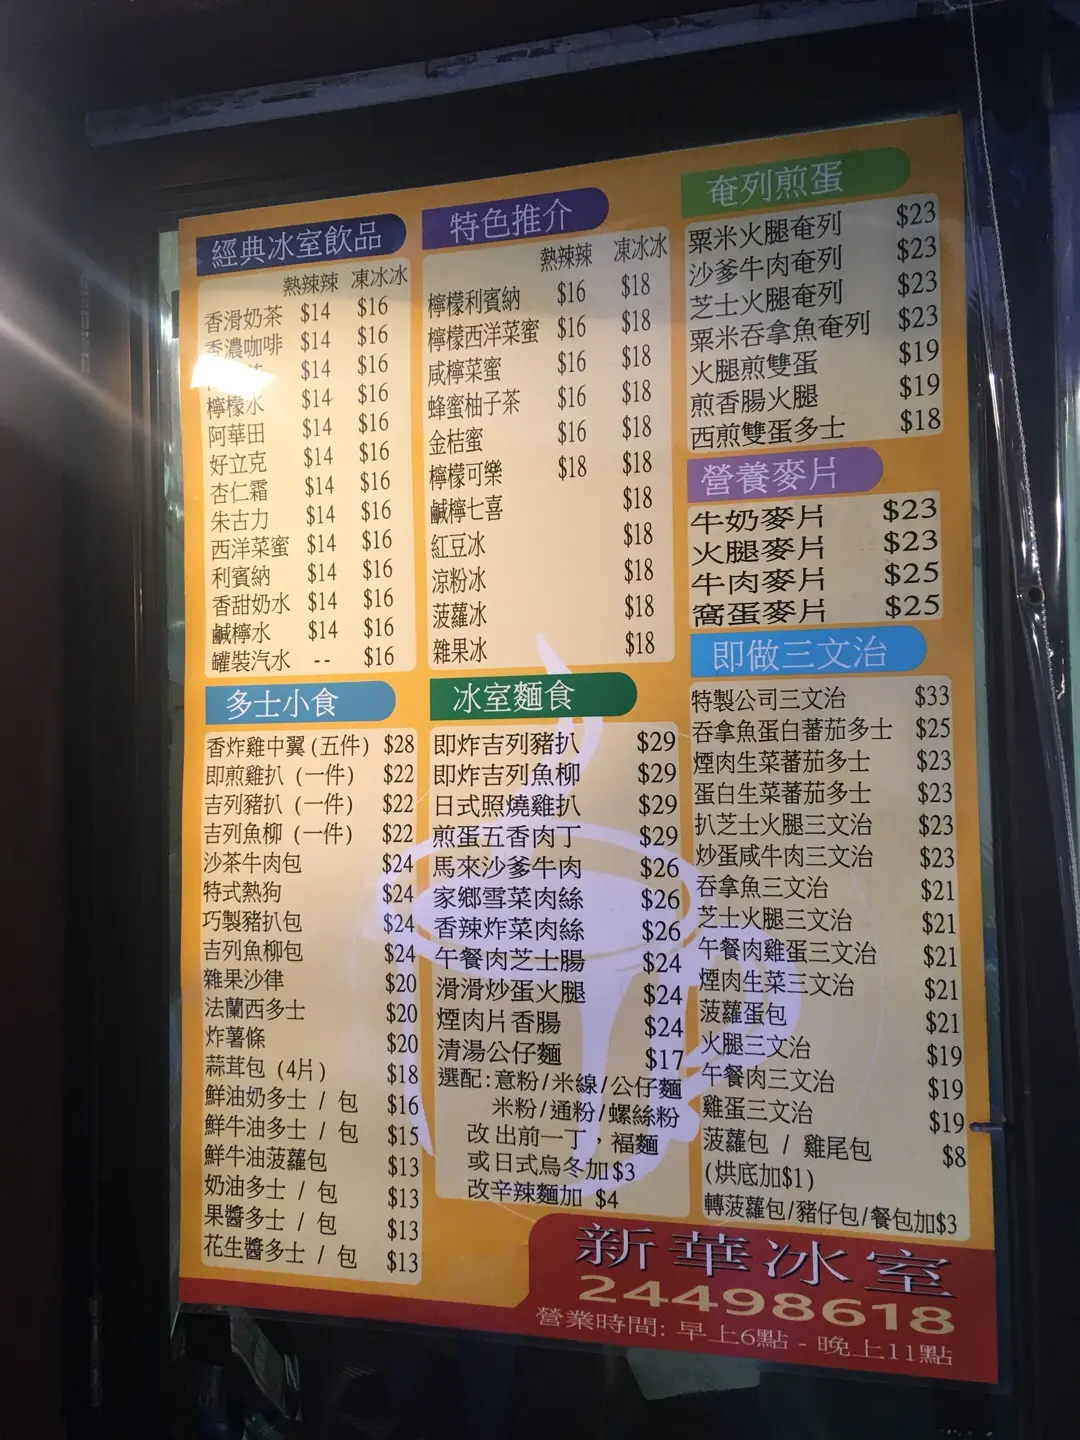 經典冰室飲品
熱辣辣 凍冰冰
香滑奶茶 $14 $16
香濃咖啡 $14 $16
$14 $16
檸檬水 $14 $16
阿華田 $14 $16
好立克 $14 $16
杏仁霜 $14 $16
朱古力 $14 $16
西洋菜蜜 $14 $16
利賓納 $14 $16
香甜奶水 $14 $16
鹹檸水 $14 $16
罐裝汽水 -- $16
多士小食
香炸雞中翼(五件) $28
即煎雞扒 (一件) $22
吉列豬扒 (一件) $22
吉列魚柳 (一件) $22
沙茶牛肉包 $24
特式熱狗 $24
巧製豬扒包 $24
吉列魚柳包 $24
雜果沙律 $20
法蘭西多士 $20
炸薯條 $20
蒜茸包 (4片) $18
鮮油奶多士 / 包 $16
鮮牛油多士 / 包 $15
鮮牛油菠蘿包 $13
奶油多士 / 包 $13
果醬多士 / 包 $13
花生醬多士 / 包 $13
特色推介
熱辣辣 凍冰冰
檸檬利賓納 $16 $18
檸檬西洋菜蜜 $16 $18
咸檸菜蜜 $16 $18
蜂蜜柚子茶 $16 $18
金桔蜜 $16 $18
檸檬可樂 $18 $18
鹹檸七喜 $18
紅豆冰 $18
涼粉冰 $18
菠蘿冰 $18
雜果冰 $18
冰室麵食
即炸吉列豬扒 $29
即炸吉列魚柳 $29
日式照燒雞扒 $29
煎蛋五香肉丁 $29
馬來沙爹牛肉 $26
家鄉雪菜肉絲 $26
香辣炸菜肉絲 $26
午餐肉芝士腸 $24
滑滑炒蛋火腿 $24
煙肉片香腸 $24
清湯公仔麵 $17
選配:意粉/米線/公仔麵
米粉/通粉/螺絲粉
改 出前一丁，福麵
或日式烏冬加$3
改辛辣麵加 $4
奄列煎蛋
粟米火腿奄列 $23
沙爹牛肉奄列 $23
芝士火腿奄列 $23
粟米吞拿魚奄列 $23
火腿煎雙蛋 $19
煎香腸火腿 $19
西煎雙蛋多士 $18
營養麥片
牛奶麥片 $23
火腿麥片 $23
牛肉麥片 $25
窩蛋麥片 $25
即做三文治
特製公司三文治 $33
吞拿魚蛋白蕃茄多士 $25
煙肉生菜蕃茄多士 $23
蛋白生菜蕃茄多士 $23
扒芝士火腿三文治 $23
炒蛋咸牛肉三文治 $23
吞拿魚三文治 $21
芝士火腿三文治 $21
午餐肉雞蛋三文治 $21
煙肉生菜三文治 $21
菠蘿蛋包 $21
火腿三文治 $19
午餐肉三文治 $19
雞蛋三文治 $19
菠蘿包 / 雞尾包 $8
(烘底加$1)
轉菠蘿包/豬仔包/餐包加$3
新華冰室
24498618
營業時間: 早上6點 - 晚上11點